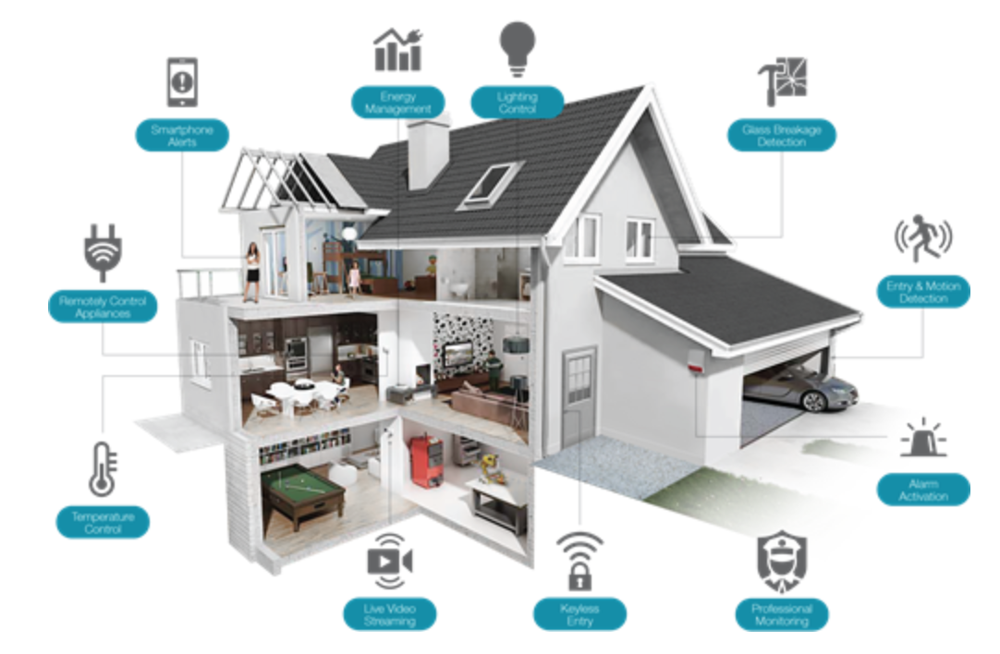 Energy
Management
Lighting
Control
Smartphone
Alerts
Glass Breakage
Detection
Remotely Control
Appliances
Entry & Motion
Detection
Temperature
Control
Alarm
Activation
Live Video
Streaming
Keyless
Entry
Professional
Monitoring